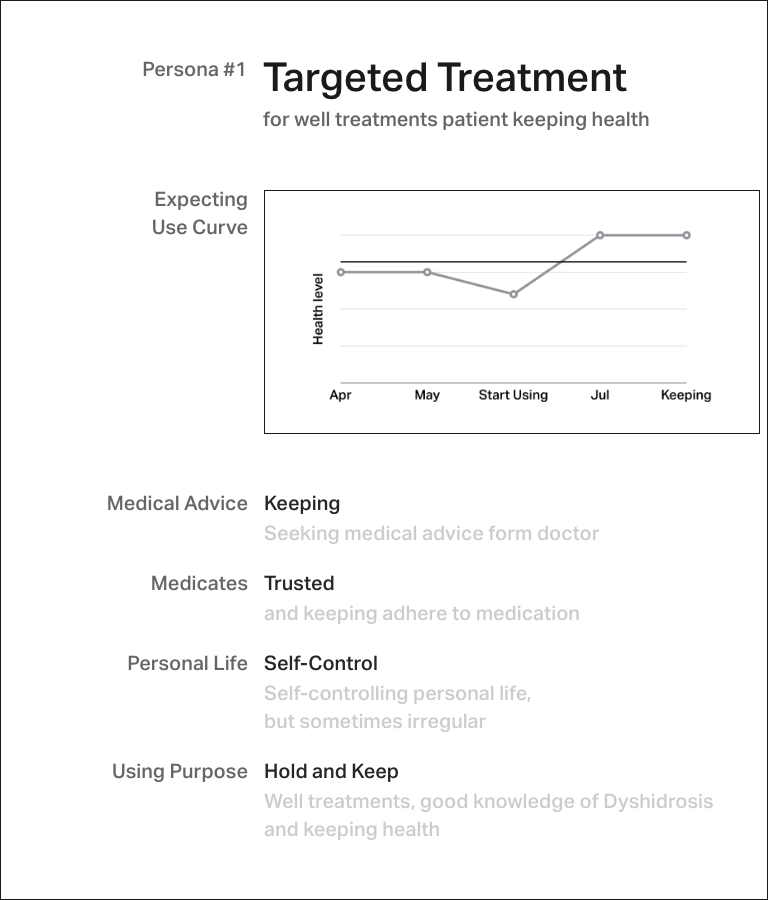 Persona #1
Targeted Treatment
for well treatments patient keeping health
Expecting
Use Curve
Health level
Apr
May
Start Using
Jul
Keeping
Medical Advice
Keeping
Seeking medical advice form doctor
Medicates
Trusted
and keeping adhere to medication
Personal Life
Self-Control
Self-controlling personal life,
but sometimes irregular
Using Purpose
Hold and Keep
Well treatments, good knowledge of Dyshidrosis
and keeping health